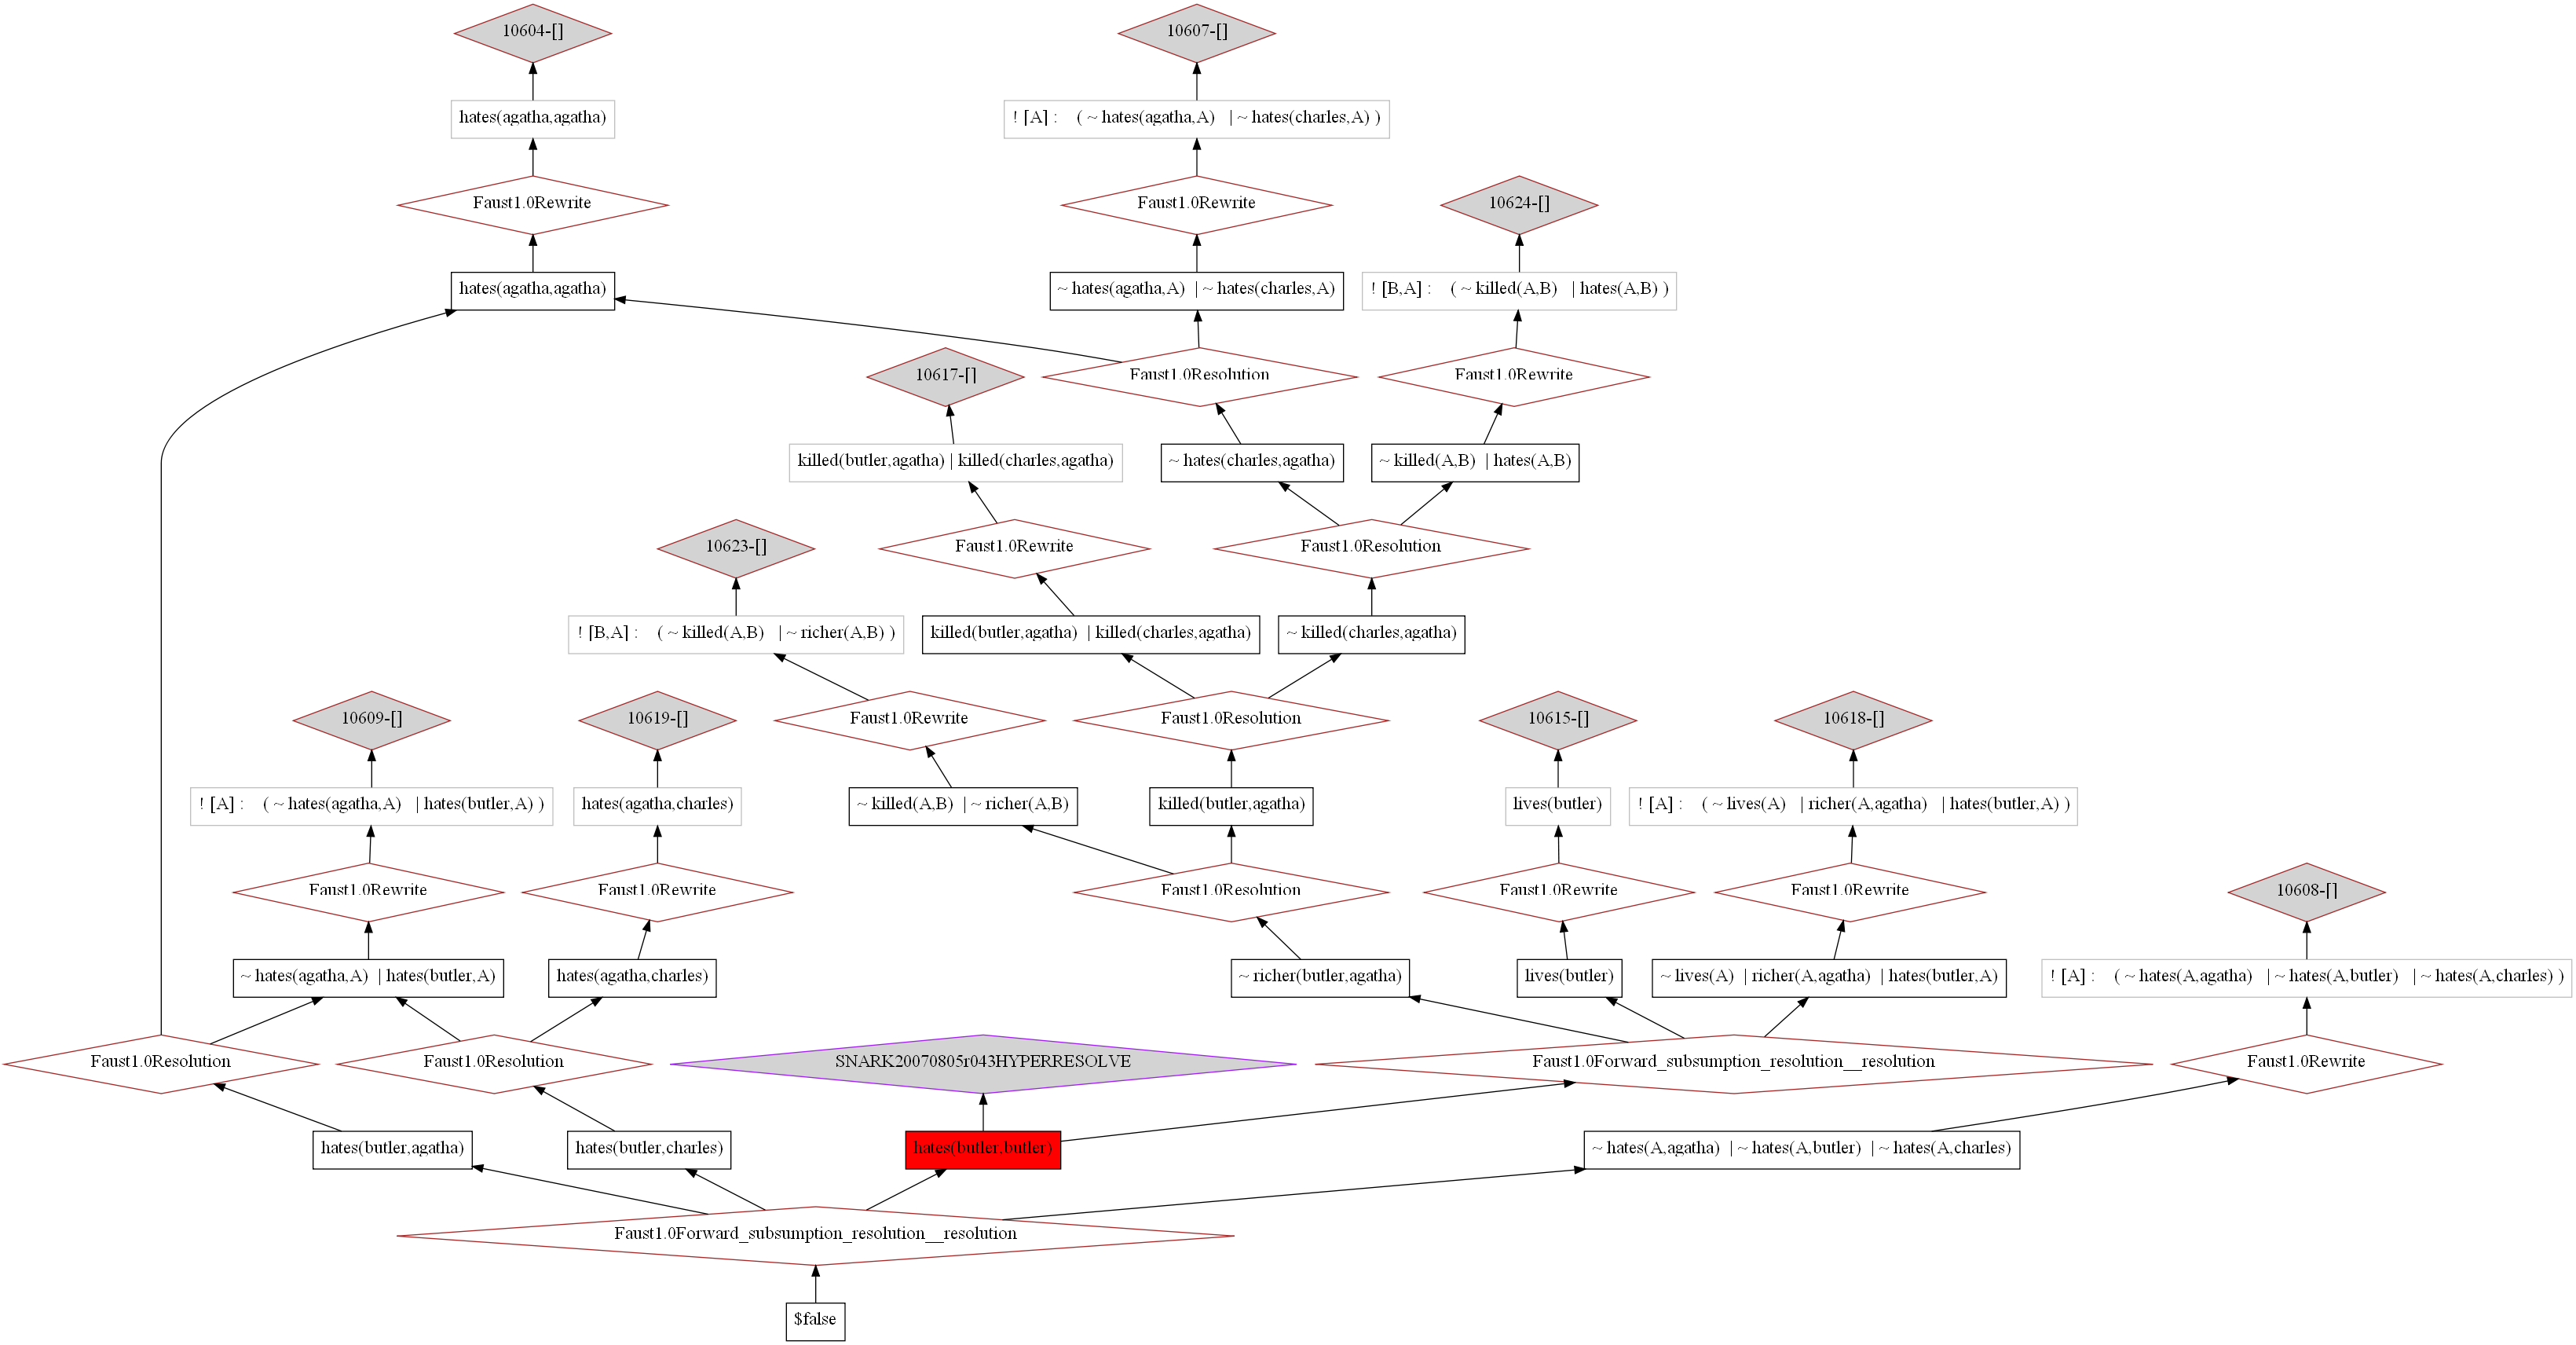 10604-[]
10607-[]
hates(agatha,agatha)
! [A] : ( ~ hates(agatha,A) | ~ hates(charles,A) )
Faust1.0Rewrite
Faust1.0Rewrite
10624-[]
hates(agatha,agatha)
~ hates(agatha,A) | ~ hates(charles,A)
! [B,A] : ( ~ killed(A,B) | hates(A,B) )
10617-[]
Faust1.0Resolution
Faust1.0Rewrite
killed(butler,agatha) | killed(charles,agatha)
~ hates(charles,agatha)
~ killed(A,B) | hates(A,B)
10623-[]
Faust1.0Rewrite
Faust1.0Resolution
! [B,A] : ( ~ killed(A,B) | ~ richer(A,B) )
killed(butler,agatha) | killed(charles,agatha)
~ killed(charles,agatha)
10609-[]
10619-[]
Faust1.0Rewrite
Faust1.0Resolution
10615-[]
10618-[]
! [A] : ( ~ hates(agatha,A) | hates(butler,A) )
hates(agatha,charles)
~ killed(A,B) | ~ richer(A,B)
killed(butler,agatha)
lives(butler)
! [A] : ( ~ lives(A) | richer(A,agatha) | hates(butler,A) )
Faust1.0Rewrite
Faust1.0Rewrite
Faust1.0Resolution
Faust1.0Rewrite
Faust1.0Rewrite
10608-[]
~ hates(agatha,A) | hates(butler,A)
hates(agatha,charles)
~ richer(butler,agatha)
lives(butler)
~ lives(A) | richer(A,agatha) | hates(butler,A)
! [A] : ( ~ hates(A,agatha) | ~ hates(A,butler) | ~ hates(A,charles) )
Faust1.0Resolution
Faust1.0Resolution
SNARK20070805r043HYPERRESOLVE
Faust1.0Forward_subsumption_resolution__resolution
Faust1.0Rewrite
hates(butler,agatha)
hates(butler,charles)
hates(butler,butler)
~ hates(A,agatha) | ~ hates(A,butler) | ~ hates(A,charles)
Faust1.0Forward_subsumption_resolution__resolution
$false